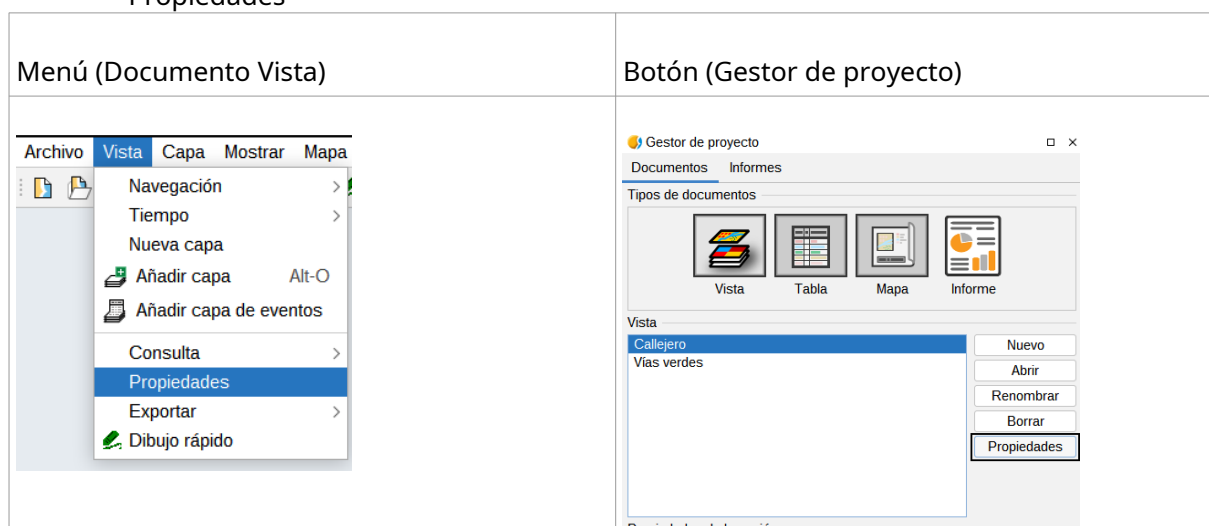 Propiedades
Menú (Documento Vista)
Botón (Gestor de proyecto)
Archivo Vista Capa Mostrar Mapa
Navegación
Tiempo
Nueva capa
Añadir capa Alt-O
Añadir capa de eventos
Consulta
Propiedades
Exportar
Dibujo rápido
Gestor de proyecto
Documentos Informes
Tipos de documentos
Vista Tabla Mapa Informe
Vista
Callejero
Vías verdes
Nuevo
Abrir
Renombrar
Borrar
Propiedades